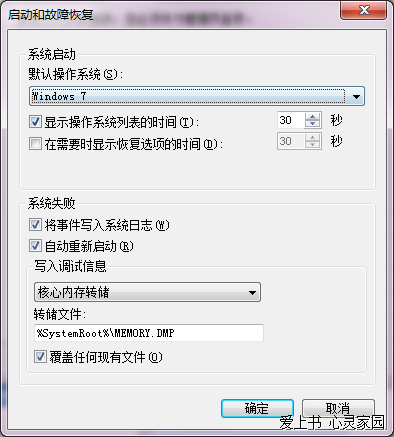 启动和故障恢复
系统启动
默认操作系统(S):
Windows 7
显示操作系统列表的时间(T): 30 秒
在需要时显示恢复选项的时间(D): 30 秒
系统失败
将事件写入系统日志(W)
自动重新启动(R)
写入调试信息
核心内存转储
转储文件:
%SystemRoot%\MEMORY.DMP
覆盖任何现有文件(O)
确定 取消
爱上书 心灵家园